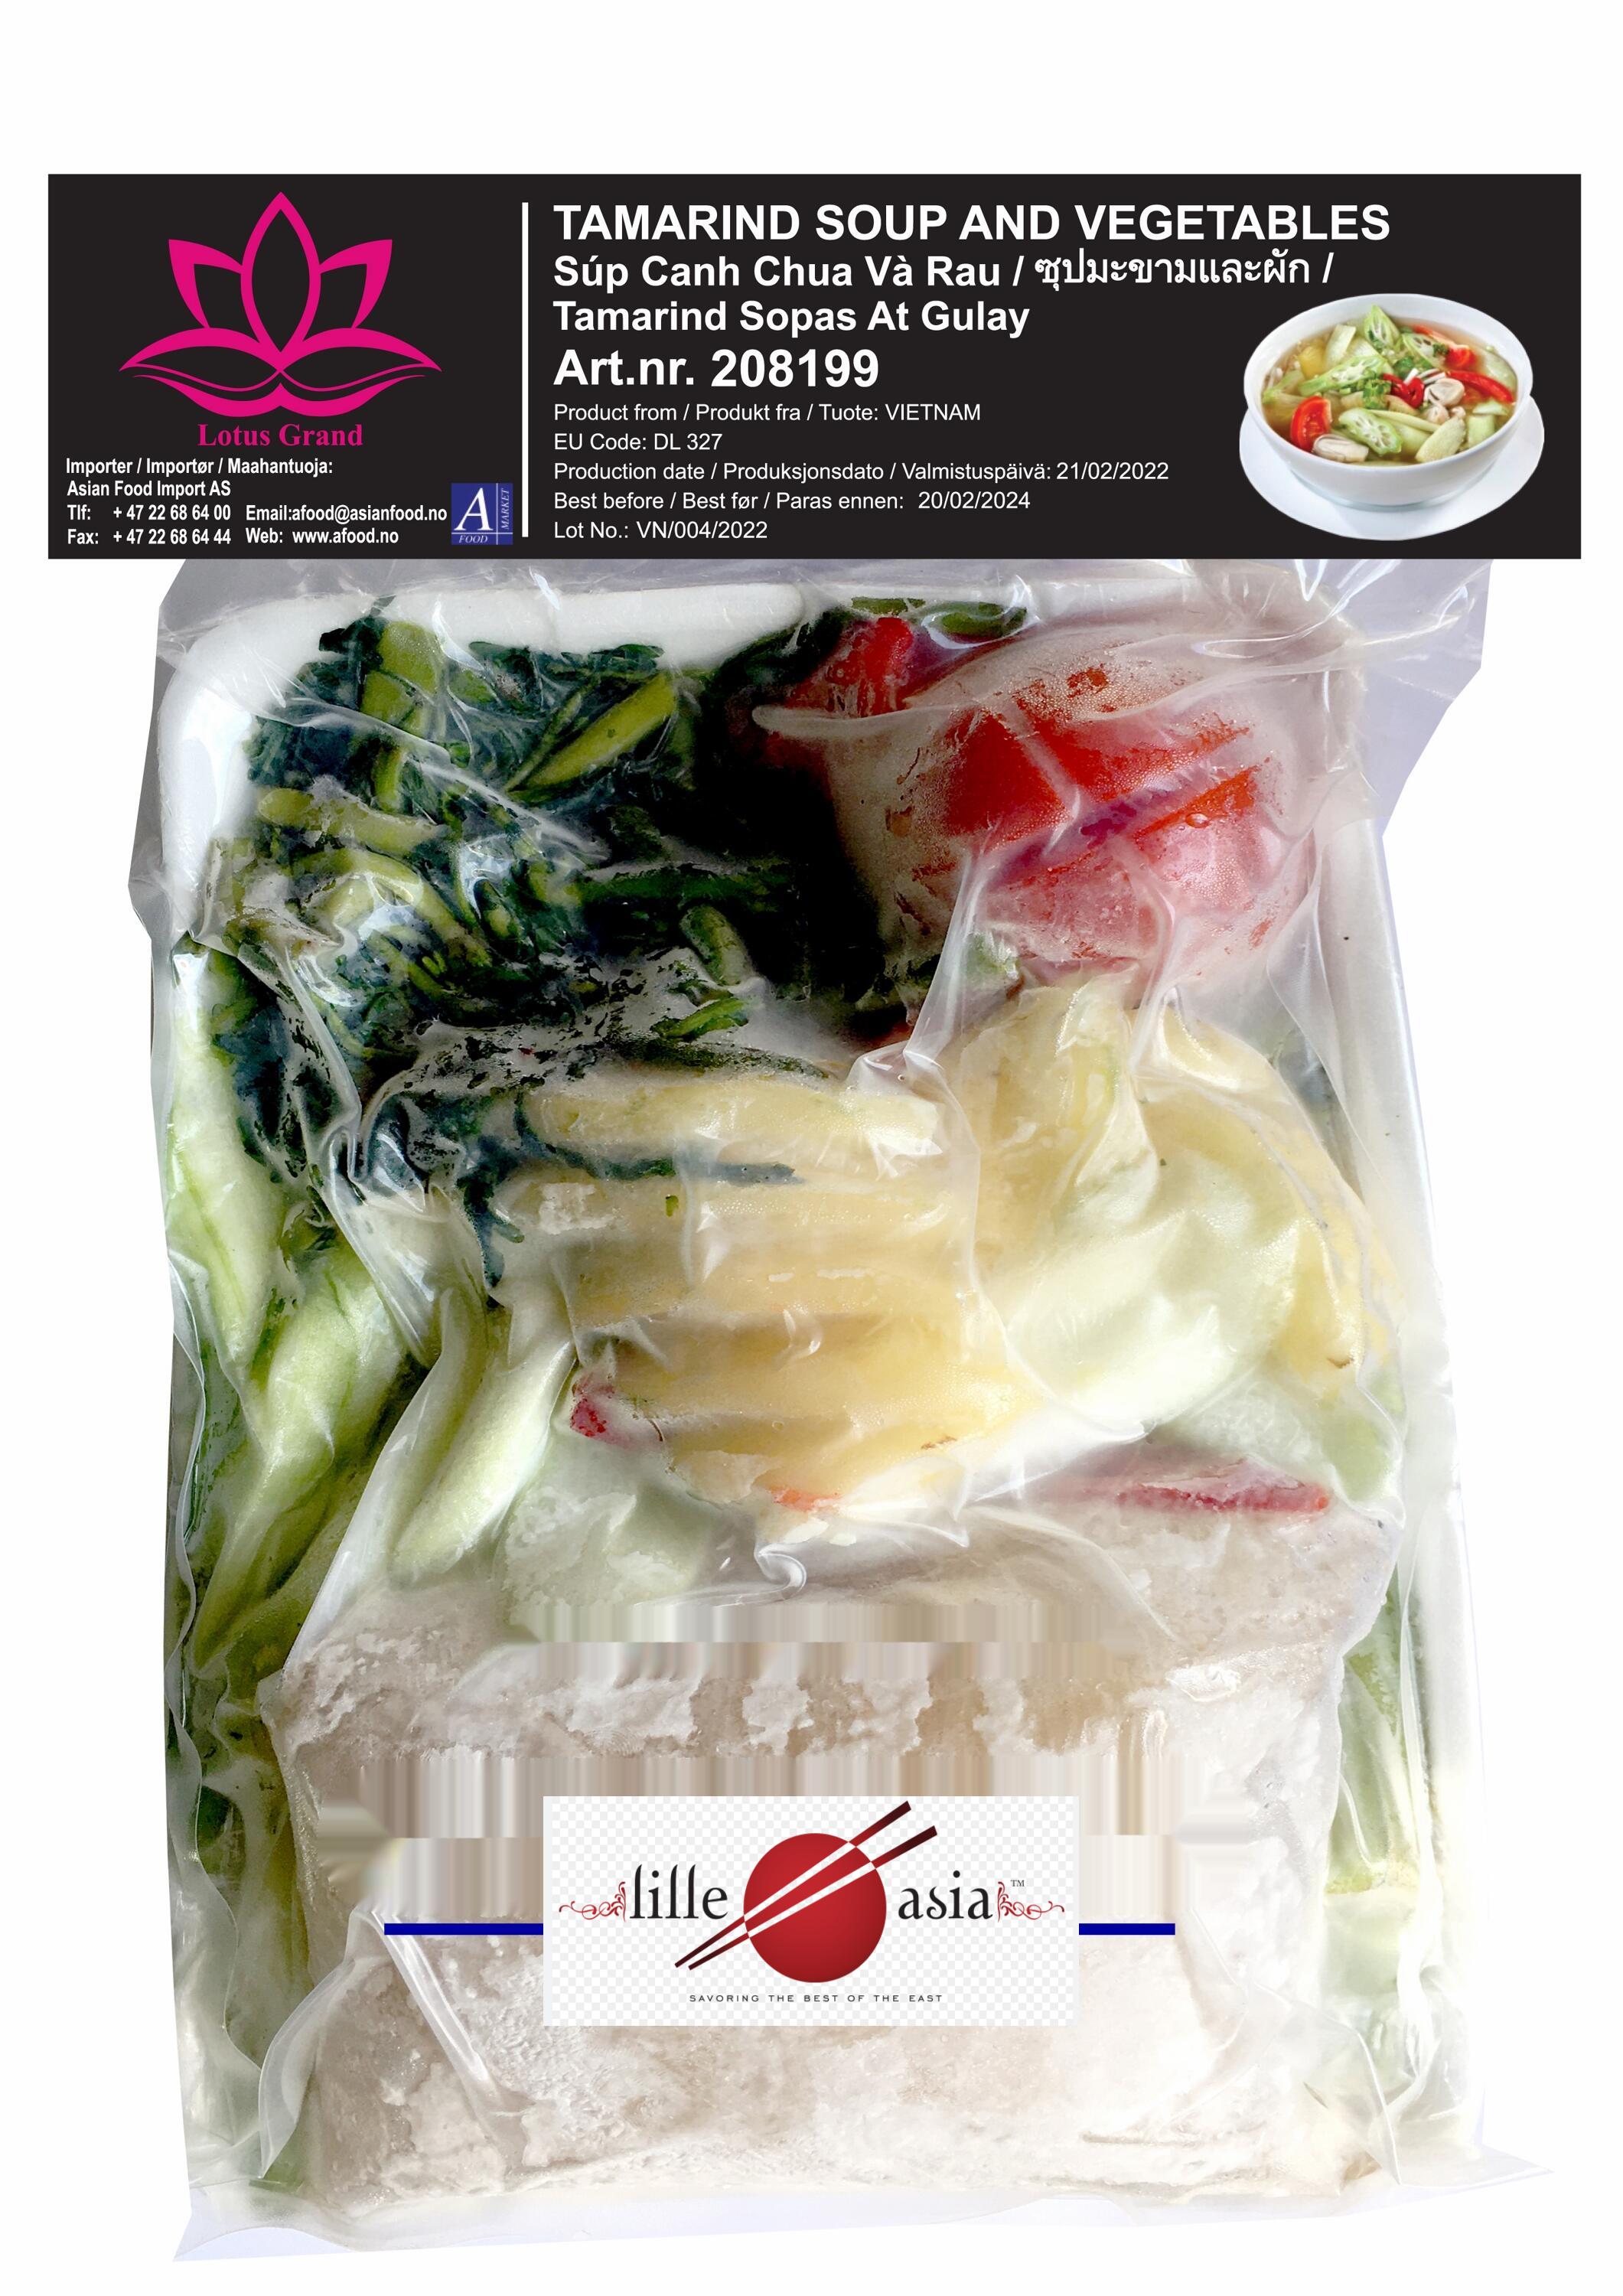 TAMARIND SOUP AND VEGETABLES
Súp Canh Chua Và Rau / ซุปมะขามและผัก /
Tamarind Sopas At Gulay
Art.nr. 208199
Product from / Produkt fra / Tuote: VIETNAM
EU Code: DL 327
Production date / Produksjonsdato / Valmistuspäivä: 21/02/2022
Best before / Best før / Paras ennen: 20/02/2024
Lot No.: VN/004/2022
Lotus Grand
Importer / Importør / Maahantuoja:
Asian Food Import AS
Tlf: + 47 22 68 64 00 Email:afood@asianfood.no
Fax: + 47 22 68 64 44 Web: www.afood.no
A
FOOD
MARKET
lille asia™
SAVORING THE BEST OF THE EAST